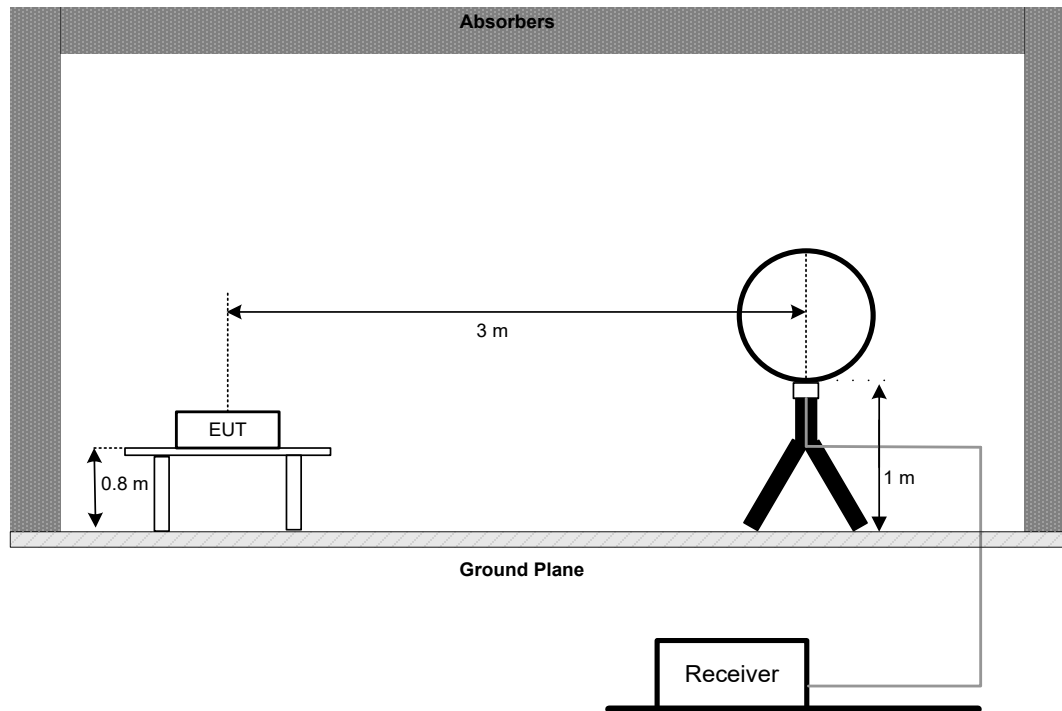 Absorbers
3 m
EUT
0.8 m
1 m
Ground Plane
Receiver